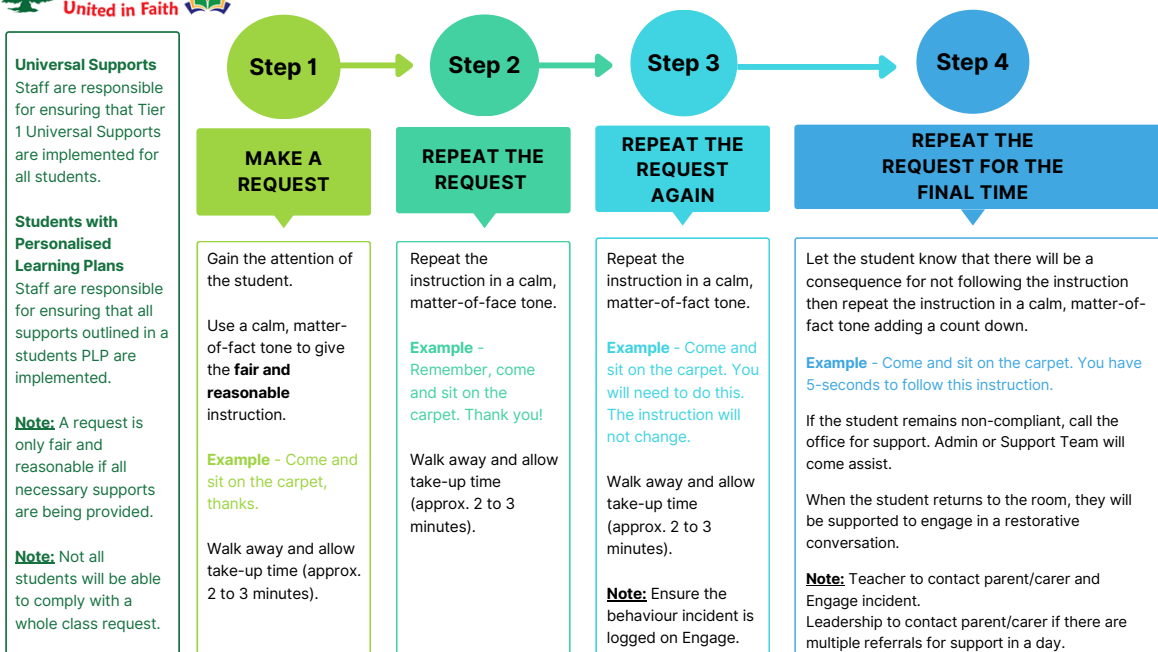 United in Faith
Universal Supports
Staff are responsible
for ensuring that Tier
1 Universal Supports
are implemented for
all students.
Students with
Personalised
Learning Plans
Staff are responsible
for ensuring that all
supports outlined in a
students PLP are
implemented.
Note: A request is
only fair and
reasonable if all
necessary supports
are being provided.
Note: Not all
students will be able
to comply with a
whole class request.
Step 1
MAKE A
REQUEST
Gain the attention of
the student.
Use a calm, matter-
of-fact tone to give
the fair and
reasonable
instruction.
Example - Come and
sit on the carpet,
thanks.
Walk away and allow
take-up time (approx.
2 to 3 minutes).
Step 2
REPEAT THE
REQUEST
Repeat the
instruction in a calm,
matter-of-face tone.
Example -
Remember, come
and sit on the
carpet. Thank you!
Walk away and allow
take-up time
(approx. 2 to 3
minutes).
Step 3
REPEAT THE
REQUEST
AGAIN
Repeat the
instruction in a calm,
matter-of-fact tone.
Example - Come and
sit on the carpet. You
will need to do this.
The instruction will
not change.
Walk away and allow
take-up time
(approx. 2 to 3
minutes).
Note: Ensure the
behaviour incident is
logged on Engage.
Step 4
REPEAT THE
REQUEST FOR THE
FINAL TIME
Let the student know that there will be a
consequence for not following the instruction
then repeat the instruction in a calm, matter-of-
fact tone adding a count down.
Example - Come and sit on the carpet. You have
5-seconds to follow this instruction.
If the student remains non-compliant, call the
office for support. Admin or Support Team will
come assist.
When the student returns to the room, they will
be supported to engage in a restorative
conversation.
Note: Teacher to contact parent/carer and
Engage incident.
Leadership to contact parent/carer if there are
multiple referrals for support in a day.